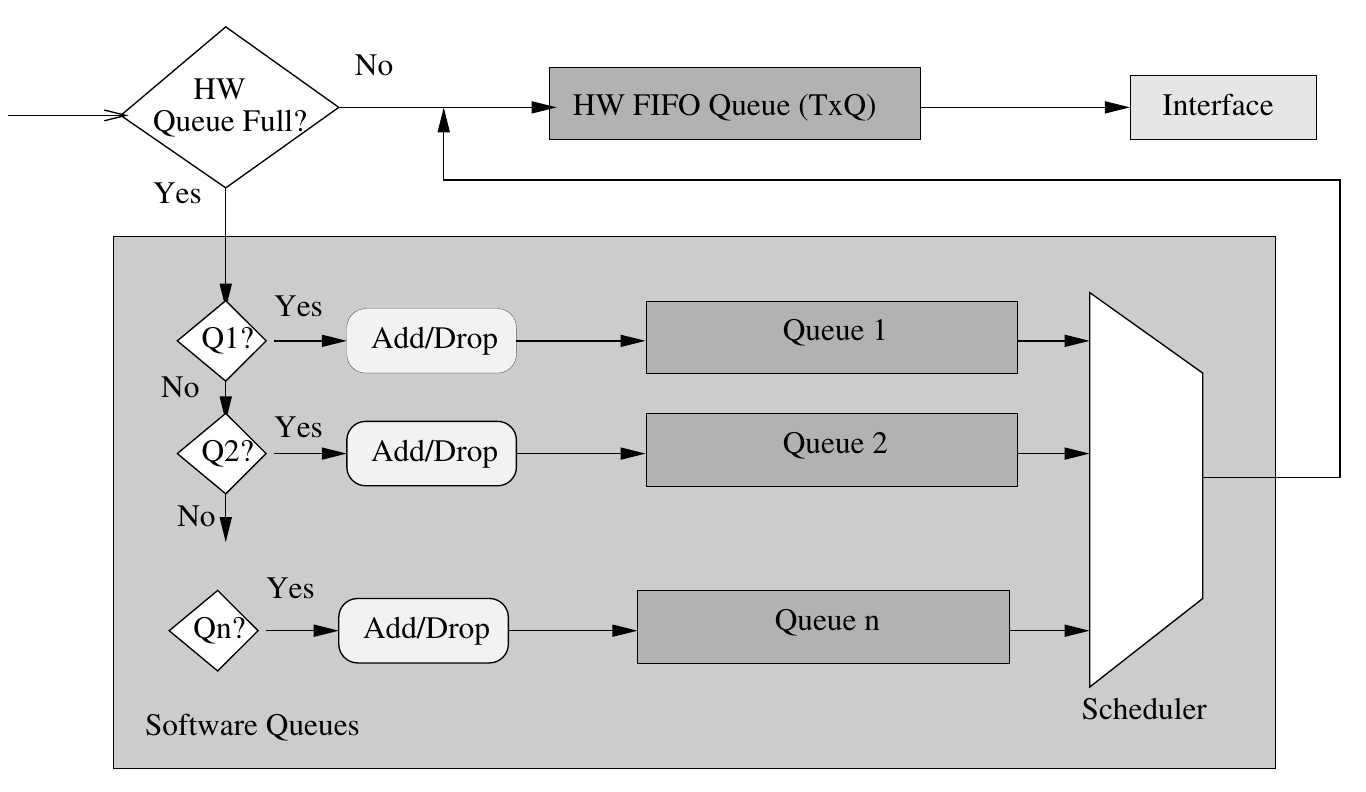 No
HW
Queue Full?
HW FIFO Queue (TxQ)
Interface
Yes
Q1?
Yes
Add/Drop
Queue 1
No
Q2?
Yes
Add/Drop
Queue 2
No
Qn?
Yes
Add/Drop
Queue n
Scheduler
Software Queues